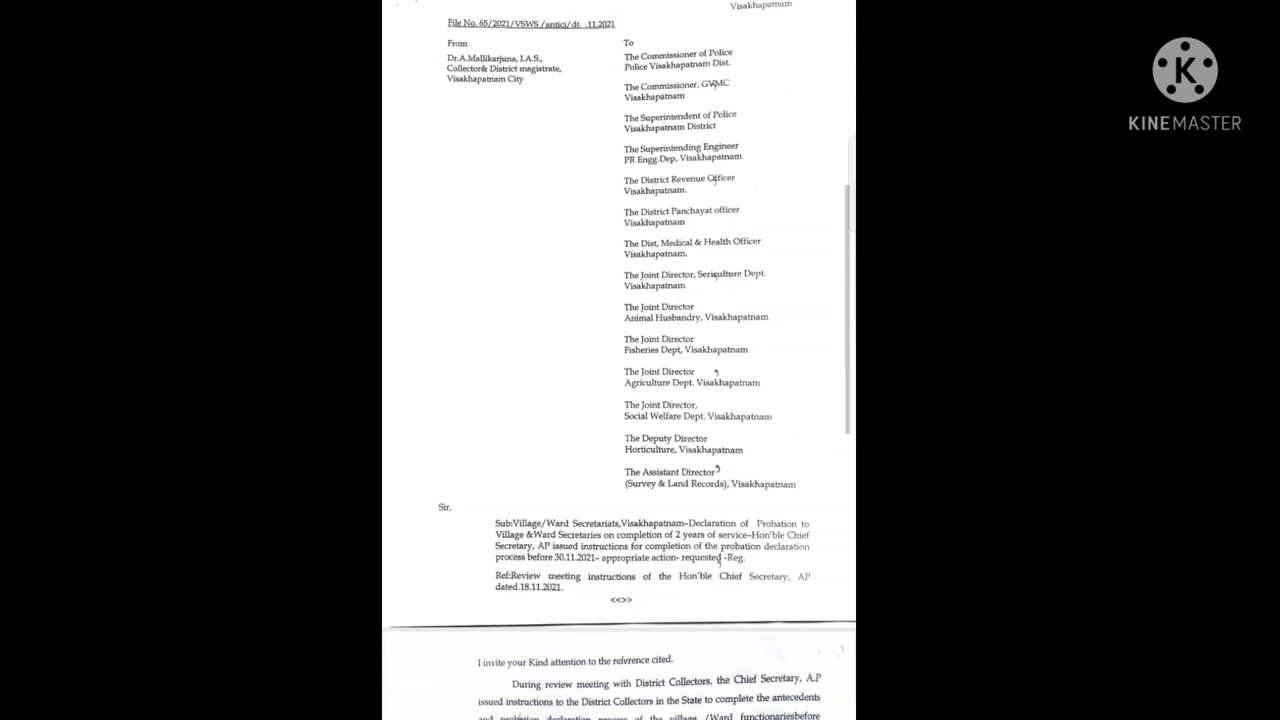 Visakhapatnam
File No. 65/2021/VSWS /antici/dt. .11.2021
From
Dr.A.Mallikarjuna, I.A.S.,
Collector& District magistrate,
Visakhapatnam City
To
The Commissioner of Police
Police Visakhapatnam Dist.
The Commissioner, GVMC
Visakhapatnam
The Superintendent of Police
Visakhapatnam District
The Superintending Engineer
PR Engg.Dep, Visakhapatnam
The District Revenue Officer
Visakhapatnam.
The District Panchayat officer
Visakhapatnam
The Dist, Medical & Health Officer
Visakhapatnam.
The Joint Director, Sericulture Dept.
Visakhapatnam
The Joint Director
Animal Husbandry, Visakhapatnam
The Joint Director
Fisheries Dept, Visakhapatnam
The Joint Director
Agriculture Dept. Visakhapatnam
The Joint Director,
Social Welfare Dept. Visakhapatnam
The Deputy Director
Horticulture, Visakhapatnam
The Assistant Director
(Survey & Land Records), Visakhapatnam
Sir,
Sub:Village/Ward Secretariats,Visakhapatnam-Declaration of Probation to
Village &Ward Secretaries on completion of 2 years of service-Hon'ble Chief
Secretary, AP issued instructions for completion of the probation declaration
process before 30.11.2021- appropriate action- requested -Reg.
Ref:Review meeting instructions of the Hon'ble Chief Secretary, AP
dated.18.11.2021.
<<>>
I invite your Kind attention to the reference cited.
During review meeting with District Collectors, the Chief Secretary, A.P
issued instructions to the District Collectors in the State to complete the antecedents
and probation declaration process of the village /Ward functionariesbefore
K
KINEMASTER